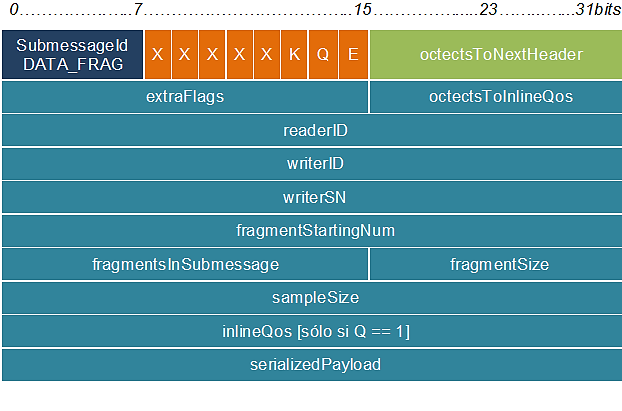 0........................7..............................................15........................23..............31bits
SubmessageId
DATA_FRAG
X X X X X K Q E
octectsToNextHeader
extraFlags
octectsToInlineQos
readerID
writerID
writerSN
fragmentStartingNum
fragmentsInSubmessage
fragmentSize
sampleSize
inlineQos [sólo si Q == 1]
serializedPayload